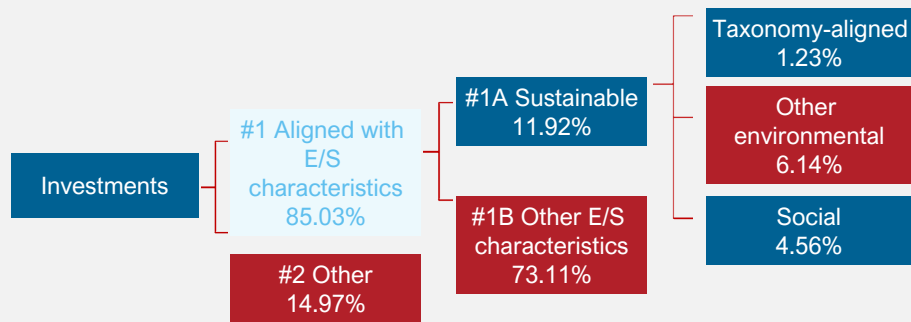 Investments
#1 Aligned with
E/S
characteristics
85.03%
#2 Other
14.97%
#1A Sustainable
11.92%
#1B Other E/S
characteristics
73.11%
Taxonomy-aligned
1.23%
Other
environmental
6.14%
Social
4.56%